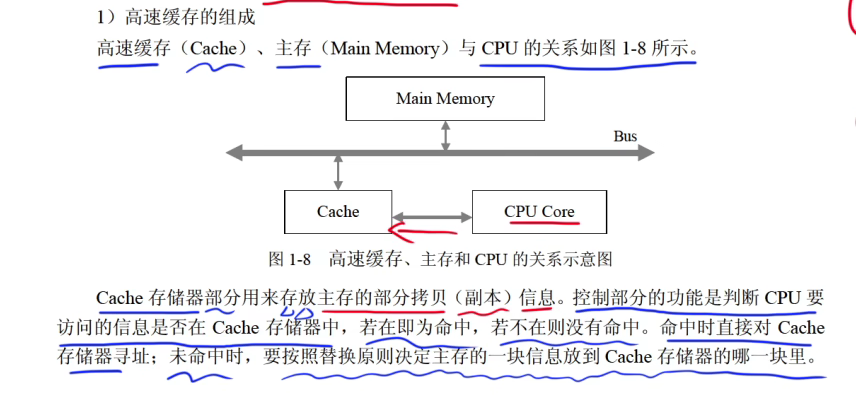 1）高速缓存的组成
高速缓存（Cache）、主存（Main Memory）与 CPU 的关系如图 1-8 所示。
Main Memory
Bus
Cache
CPU Core
图 1-8 高速缓存、主存和 CPU 的关系示意图
Cache 存储器部分用来存放主存的部分拷贝（副本）信息。控制部分的功能是判断 CPU 要
访问的信息是否在 Cache 存储器中，若在即为命中，若不在则没有命中。命中时直接对 Cache
存储器寻址；未命中时，要按照替换原则决定主存的一块信息放到 Cache 存储器的哪一块里。